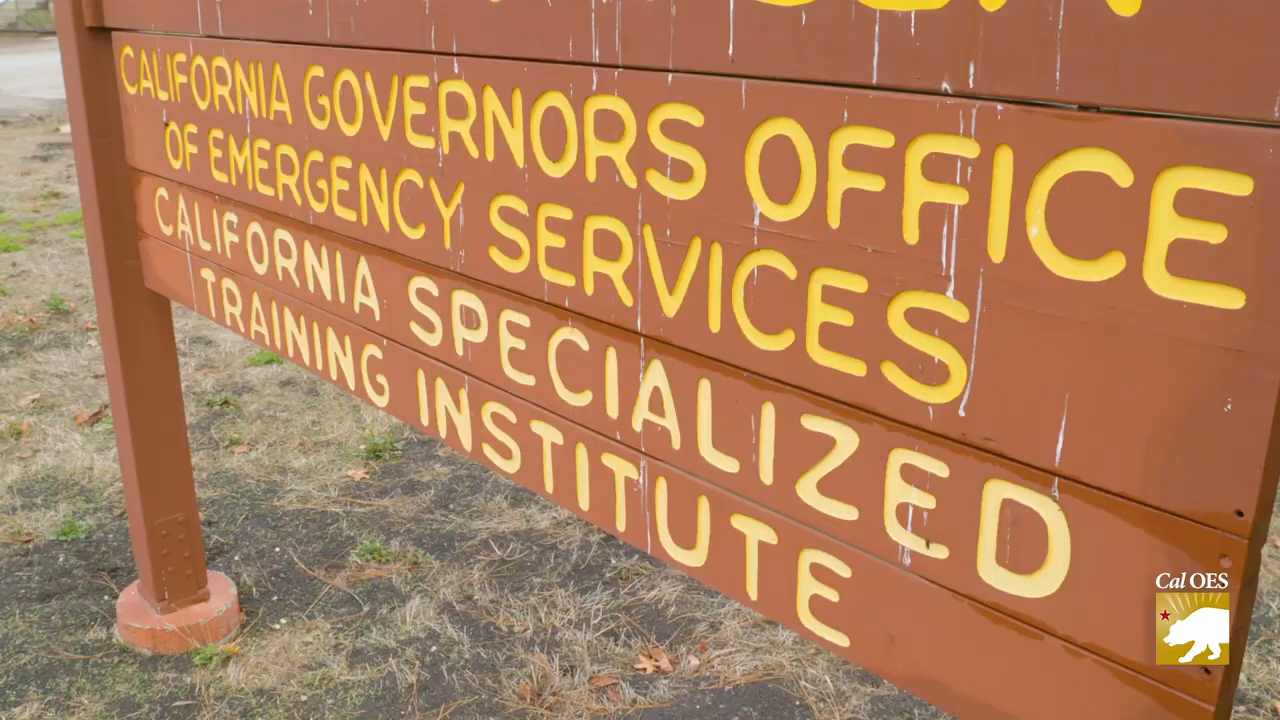 CALIFORNIA GOVERNORS OFFICE
OF EMERGENCY SERVICES
CALIFORNIA SPECIALIZED
TRAINING INSTITUTE
Cal OES